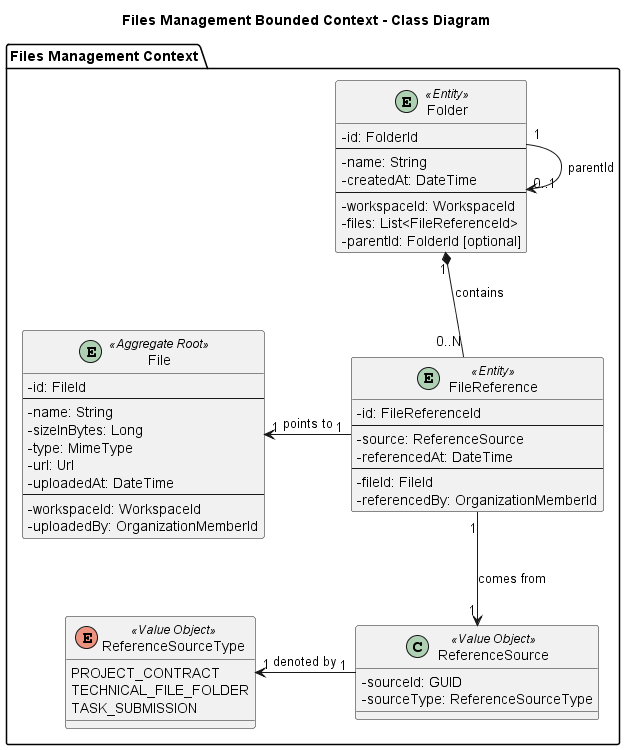 Files Management Bounded Context - Class Diagram
Files Management Context
E «Entity»
Folder
-id: FolderId
-name: String
-createdAt: DateTime
-workspaceId: WorkspaceId
-files: List<FileReferenceId>
-parentId: FolderId [optional]
1
parentId
0..1
1
contains
0..N
E «Aggregate Root»
File
-id: FileId
-name: String
-sizeInBytes: Long
-type: MimeType
-url: Url
-uploadedAt: DateTime
-workspaceId: WorkspaceId
-uploadedBy: OrganizationMemberId
1 points to 1
E «Entity»
FileReference
-id: FileReferenceId
-source: ReferenceSource
-referencedAt: DateTime
-fileId: FileId
-referencedBy: OrganizationMemberId
1
comes from
1
E «Value Object»
ReferenceSourceType
PROJECT_CONTRACT
TECHNICAL_FILE_FOLDER
TASK_SUBMISSION
1 denoted by 1
C «Value Object»
ReferenceSource
-sourceId: GUID
-sourceType: ReferenceSourceType